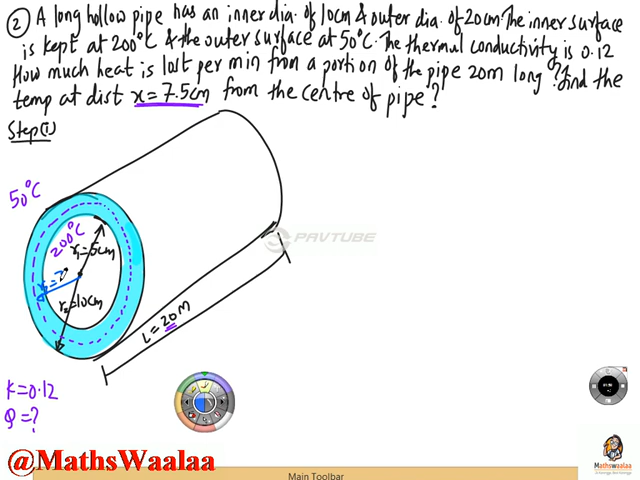 ② A long hollow pipe has an inner dia. of 10cm & outer dia. of 20cm. The inner surface
is kept at 200°C & the outer surface at 50°C. The thermal conductivity is 0.12
How much heat is lost per min from a portion of the pipe 20m long? Find the
temp at dist x = 7.5cm from the centre of pipe?
Step(1)
50°C
200°C
r₁=5cm
r₂=10cm
L = 20M
K=0.12
Q=?
SPAVTUBE
@MathsWaalaa
Mathswaalaa
Main Toolbar